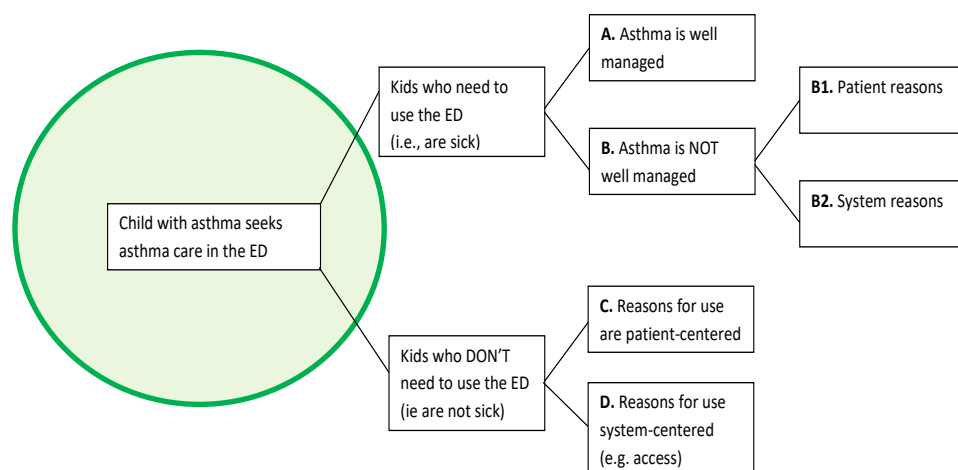 Child with asthma seeks
asthma care in the ED
Kids who need to
use the ED
(i.e., are sick)
A. Asthma is well
managed
B. Asthma is NOT
well managed
B1. Patient reasons
B2. System reasons
Kids who DON’T
need to use the ED
(ie are not sick)
C. Reasons for use
are patient-centered
D. Reasons for use
system-centered
(e.g. access)